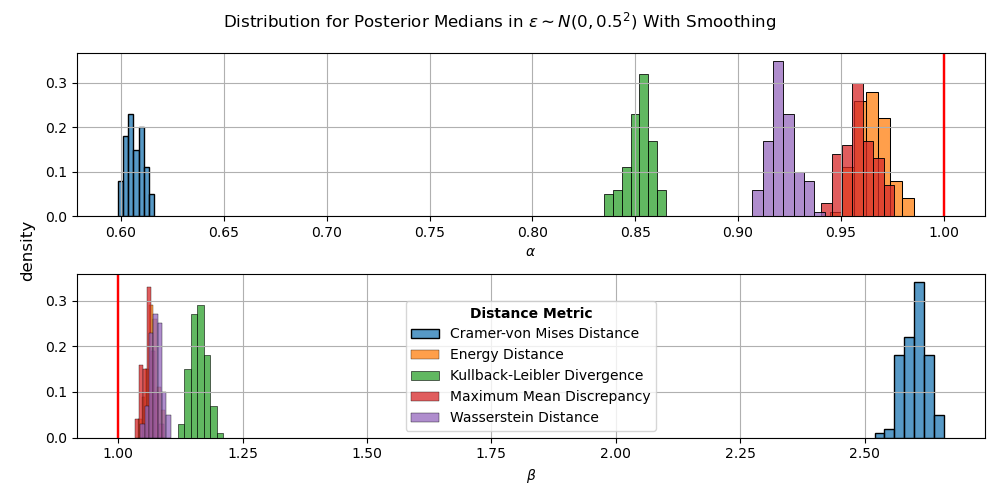 Distribution for Posterior Medians in ε ~ N(0, 0.5²) With Smoothing
density
0.3
0.2
0.1
0.0
0.60 0.65 0.70 0.75 0.80 0.85 0.90 0.95 1.00
α
0.3
0.2
0.1
0.0
Distance Metric
Cramer-von Mises Distance
Energy Distance
Kullback-Leibler Divergence
Maximum Mean Discrepancy
Wasserstein Distance
1.00 1.25 1.50 1.75 2.00 2.25 2.50
β